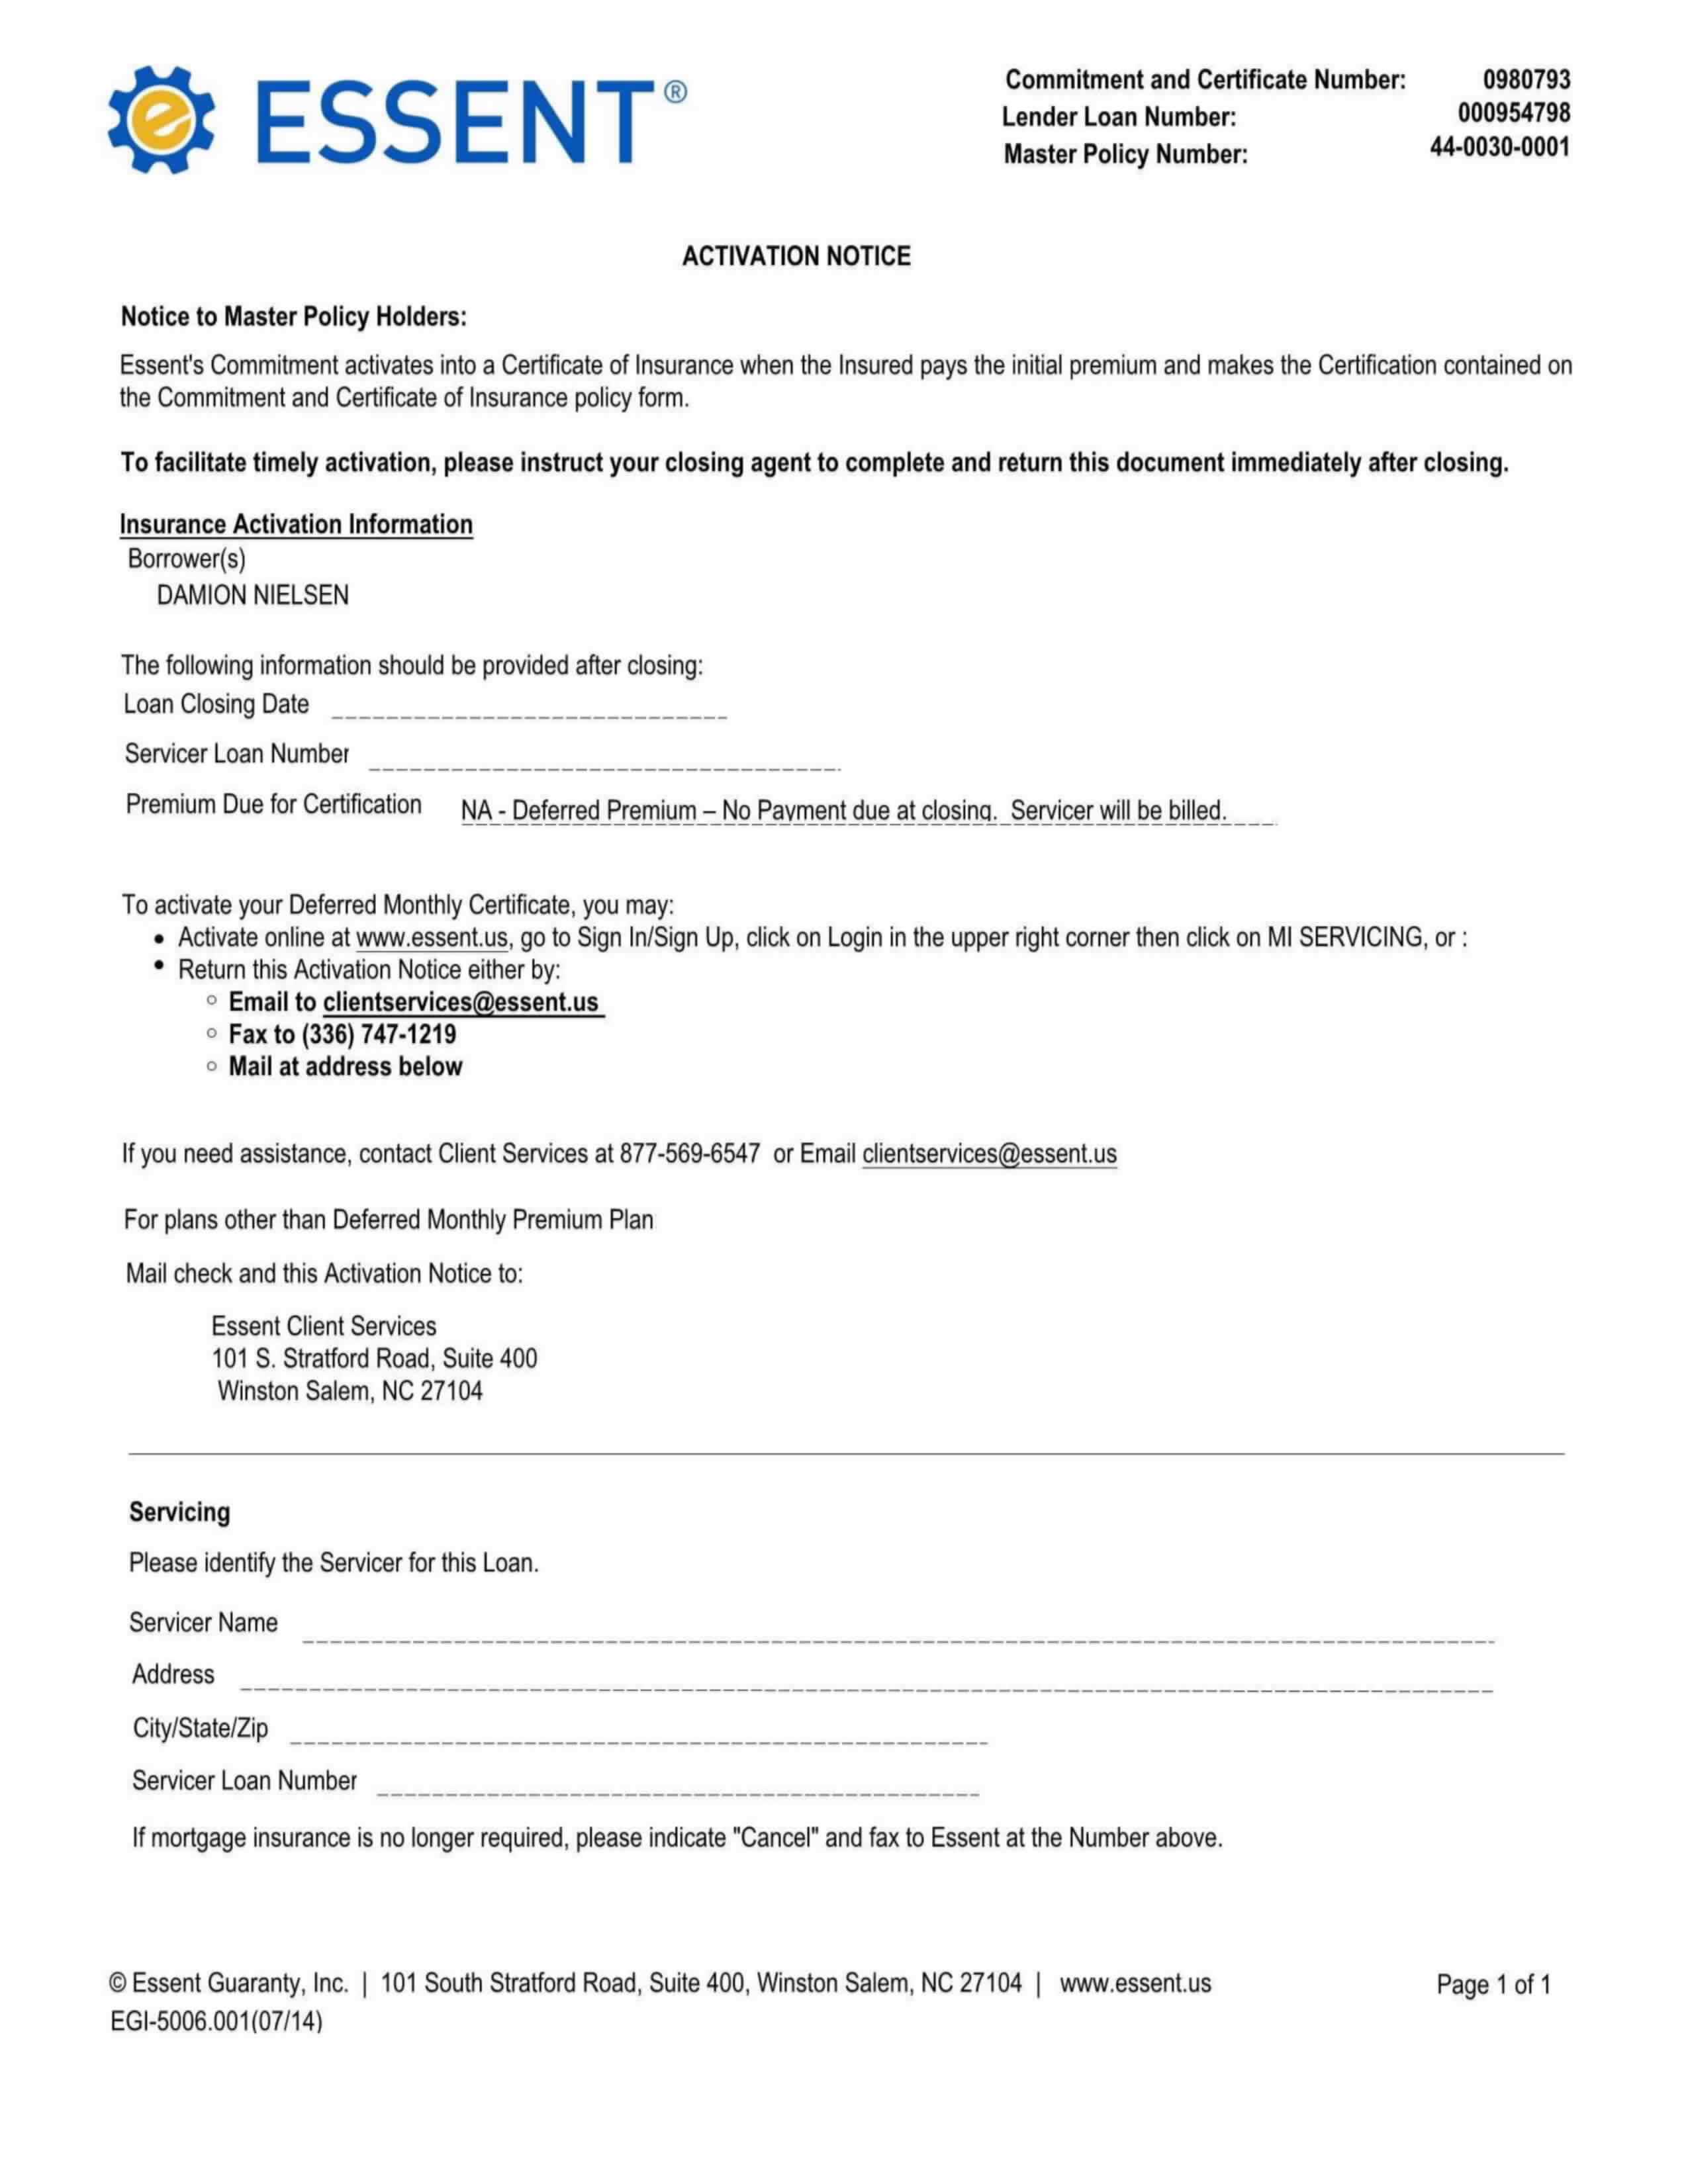 ESSENT®
Commitment and Certificate Number: 0980793
Lender Loan Number: 000954798
Master Policy Number: 44-0030-0001
ACTIVATION NOTICE
Notice to Master Policy Holders:
Essent's Commitment activates into a Certificate of Insurance when the Insured pays the initial premium and makes the Certification contained on
the Commitment and Certificate of Insurance policy form.
To facilitate timely activation, please instruct your closing agent to complete and return this document immediately after closing.
Insurance Activation Information
Borrower(s)
DAMION NIELSEN
The following information should be provided after closing:
Loan Closing Date
Servicer Loan Number
Premium Due for Certification NA - Deferred Premium – No Payment due at closing. Servicer will be billed.
To activate your Deferred Monthly Certificate, you may:
• Activate online at www.essent.us, go to Sign In/Sign Up, click on Login in the upper right corner then click on MI SERVICING, or :
• Return this Activation Notice either by:
○ Email to clientservices@essent.us
○ Fax to (336) 747-1219
○ Mail at address below
If you need assistance, contact Client Services at 877-569-6547 or Email clientservices@essent.us
For plans other than Deferred Monthly Premium Plan
Mail check and this Activation Notice to:
Essent Client Services
101 S. Stratford Road, Suite 400
Winston Salem, NC 27104
Servicing
Please identify the Servicer for this Loan.
Servicer Name
Address
City/State/Zip
Servicer Loan Number
If mortgage insurance is no longer required, please indicate "Cancel" and fax to Essent at the Number above.
© Essent Guaranty, Inc. | 101 South Stratford Road, Suite 400, Winston Salem, NC 27104 | www.essent.us Page 1 of 1
EGI-5006.001(07/14)